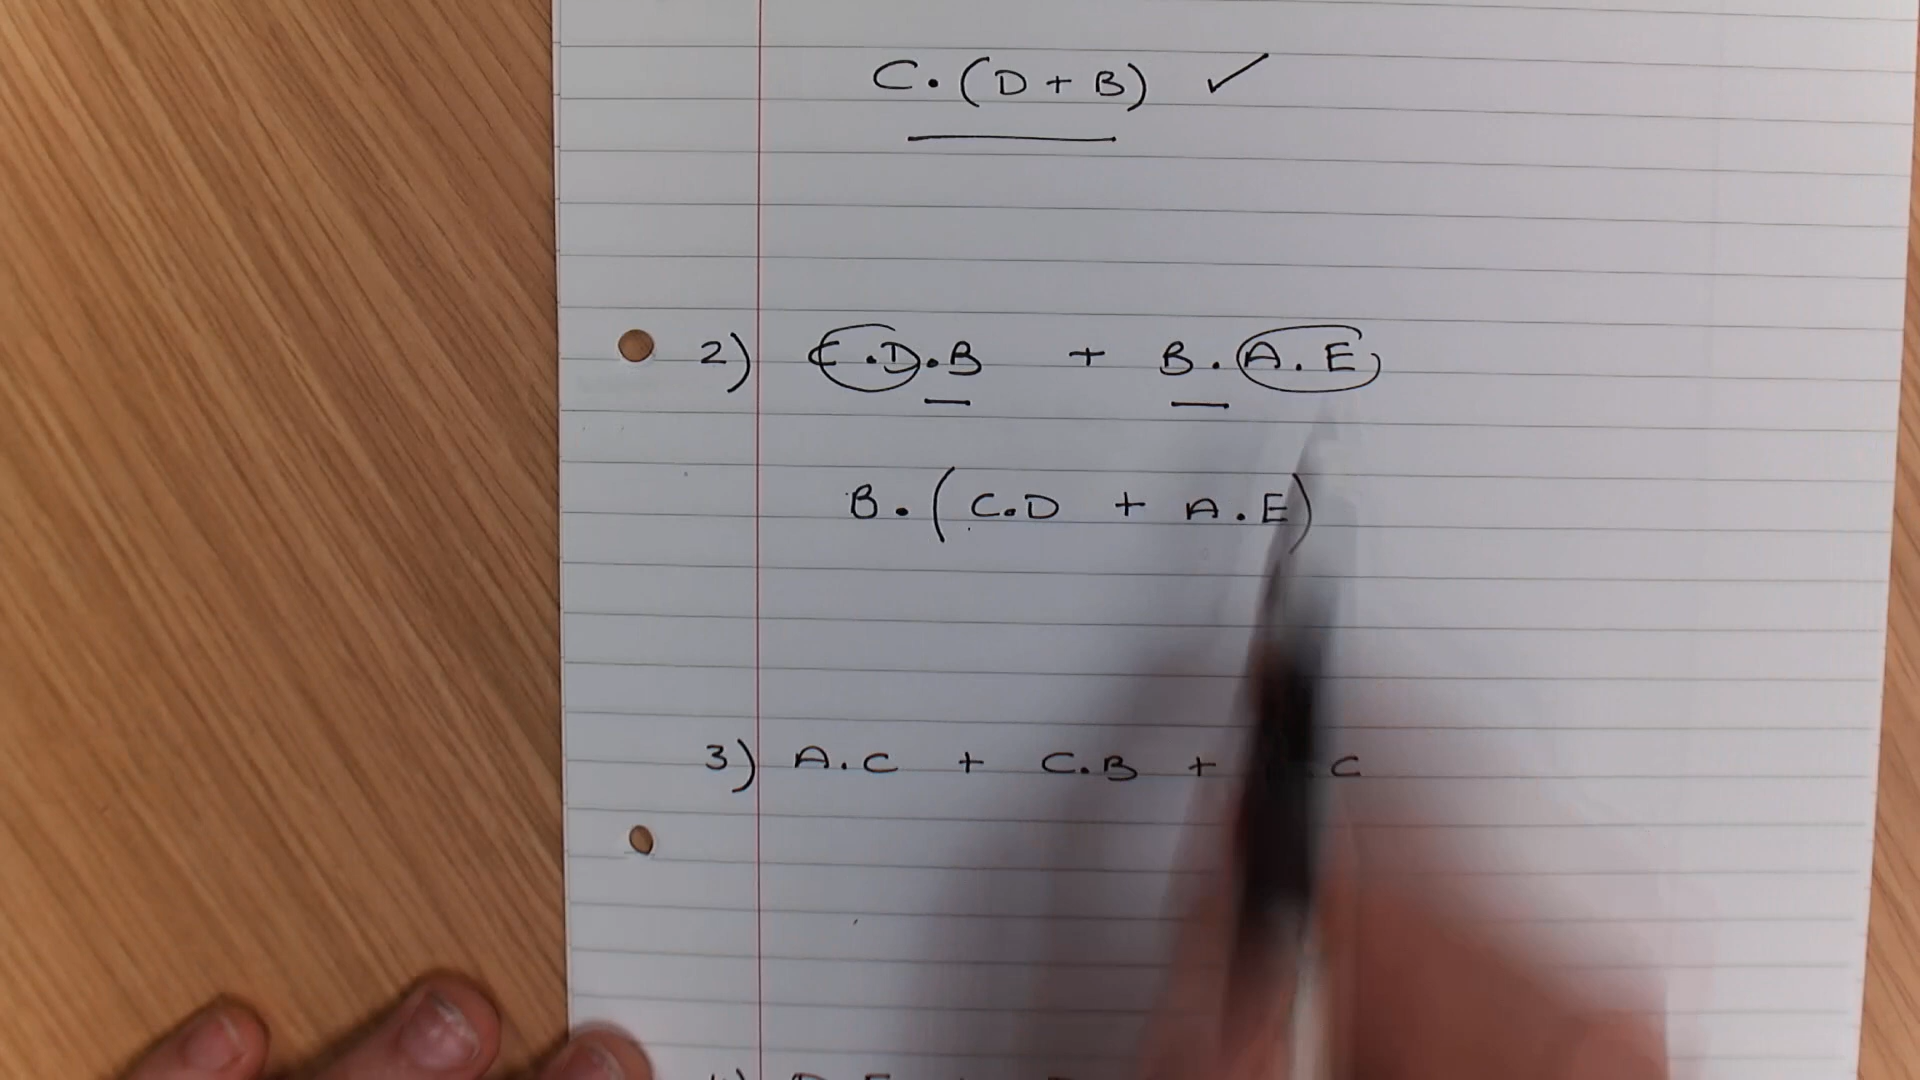 C.(D + B) ✓
2) C.D.B + B.A.E
B.(C.D + A.E)
3) A.C + C.B + . C